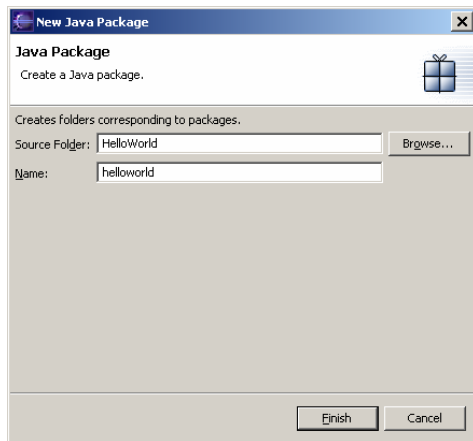 New Java Package
Java Package
Create a Java package.
Creates folders corresponding to packages.
Source Folder: HelloWorld Browse...
Name: helloworld
Finish Cancel